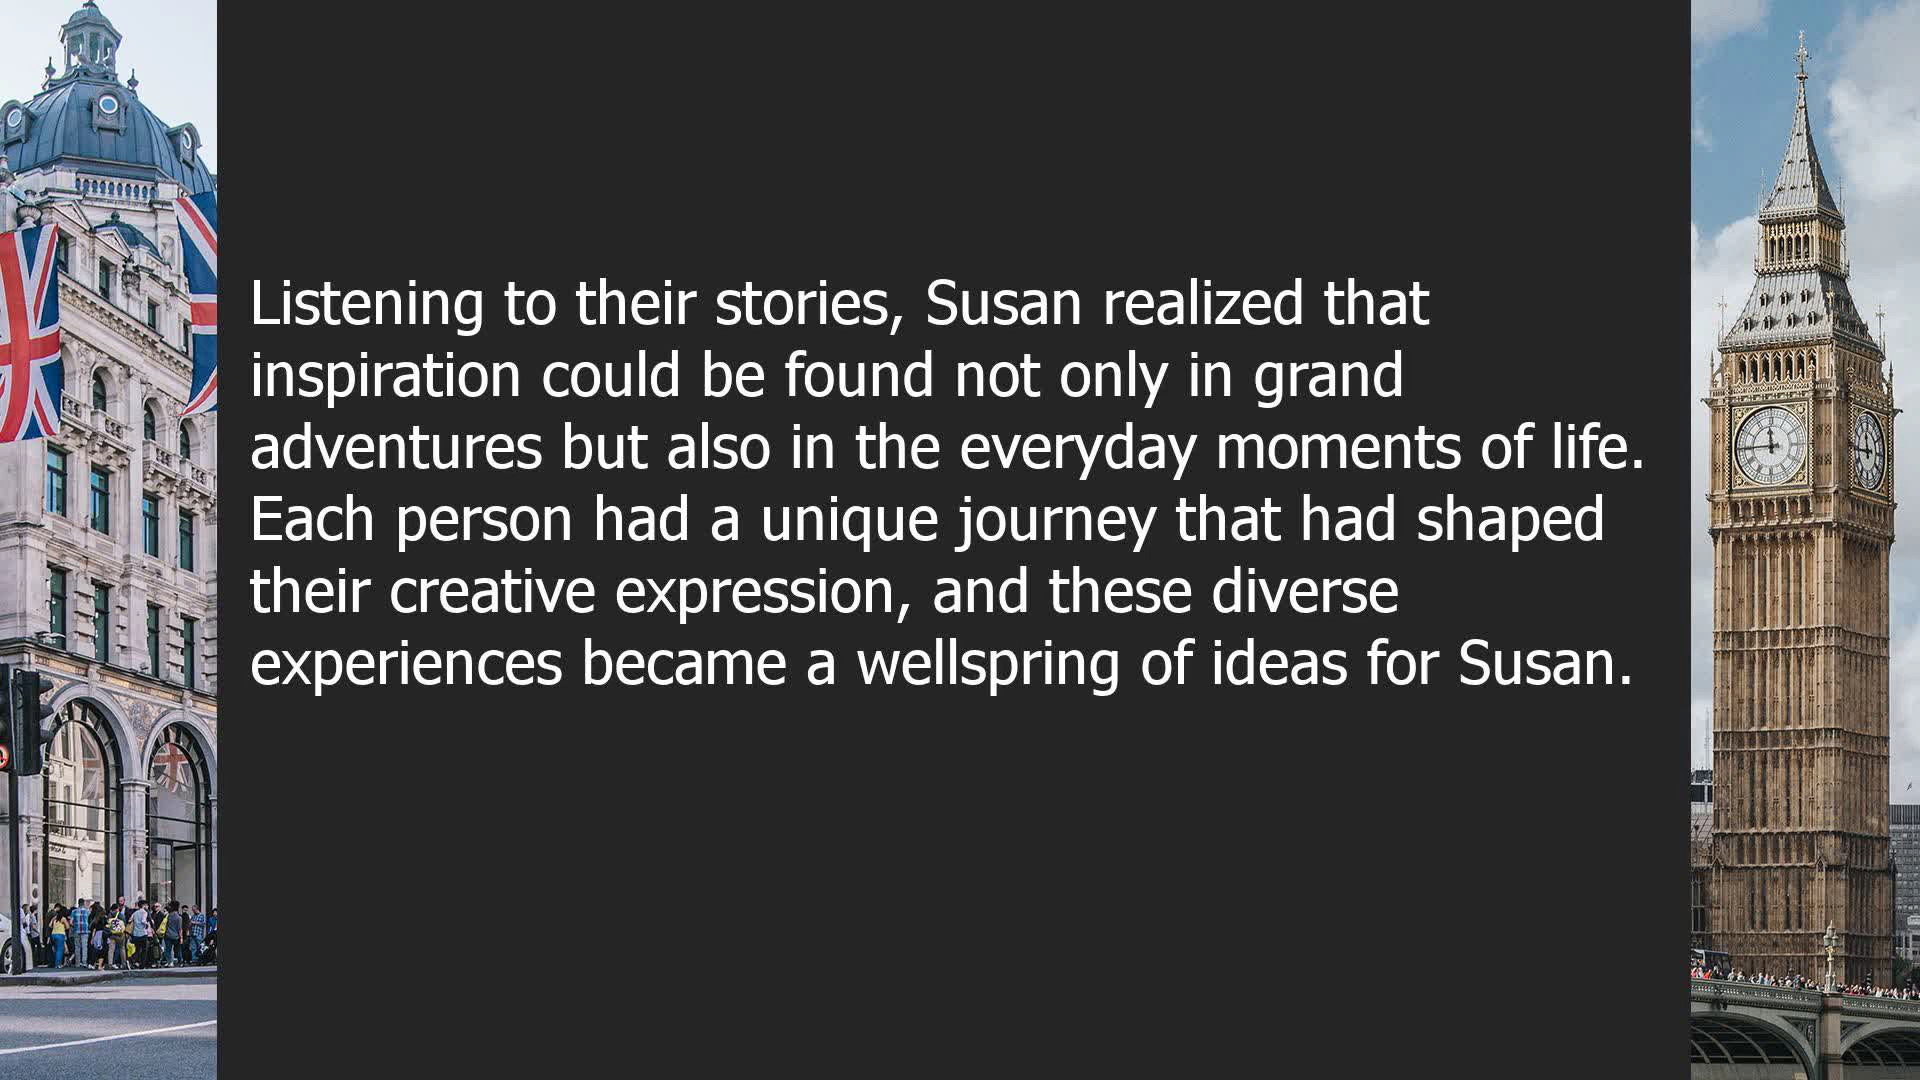 Listening to their stories, Susan realized that
inspiration could be found not only in grand
adventures but also in the everyday moments of life.
Each person had a unique journey that had shaped
their creative expression, and these diverse
experiences became a wellspring of ideas for Susan.